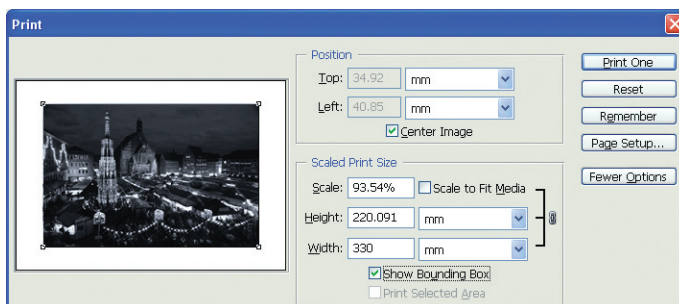 Print
Position
Top: 34.92 mm
Left: 40.85 mm
Center Image
Scaled Print Size
Scale: 93.54% Scale to Fit Media
Height: 220.091 mm
Width: 330 mm
Show Bounding Box
Print Selected Area
Print One
Reset
Remember
Page Setup...
Fewer Options